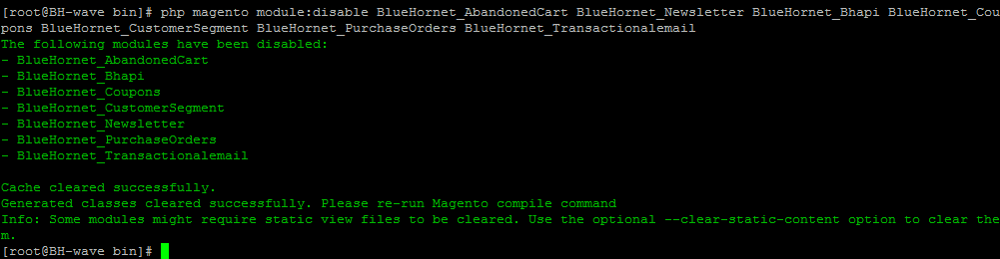 [root@BH-wave bin]# php magento module:disable BlueHornet_AbandonedCart BlueHornet_Newsletter BlueHornet_Bhapi BlueHornet_Cou
pons BlueHornet_CustomerSegment BlueHornet_PurchaseOrders BlueHornet_Transactionalemail
The following modules have been disabled:
- BlueHornet_AbandonedCart
- BlueHornet_Bhapi
- BlueHornet_Coupons
- BlueHornet_CustomerSegment
- BlueHornet_Newsletter
- BlueHornet_PurchaseOrders
- BlueHornet_Transactionalemail
Cache cleared successfully.
Generated classes cleared successfully. Please re-run Magento compile command
Info: Some modules might require static view files to be cleared. Use the optional --clear-static-content option to clear the
m.
[root@BH-wave bin]#